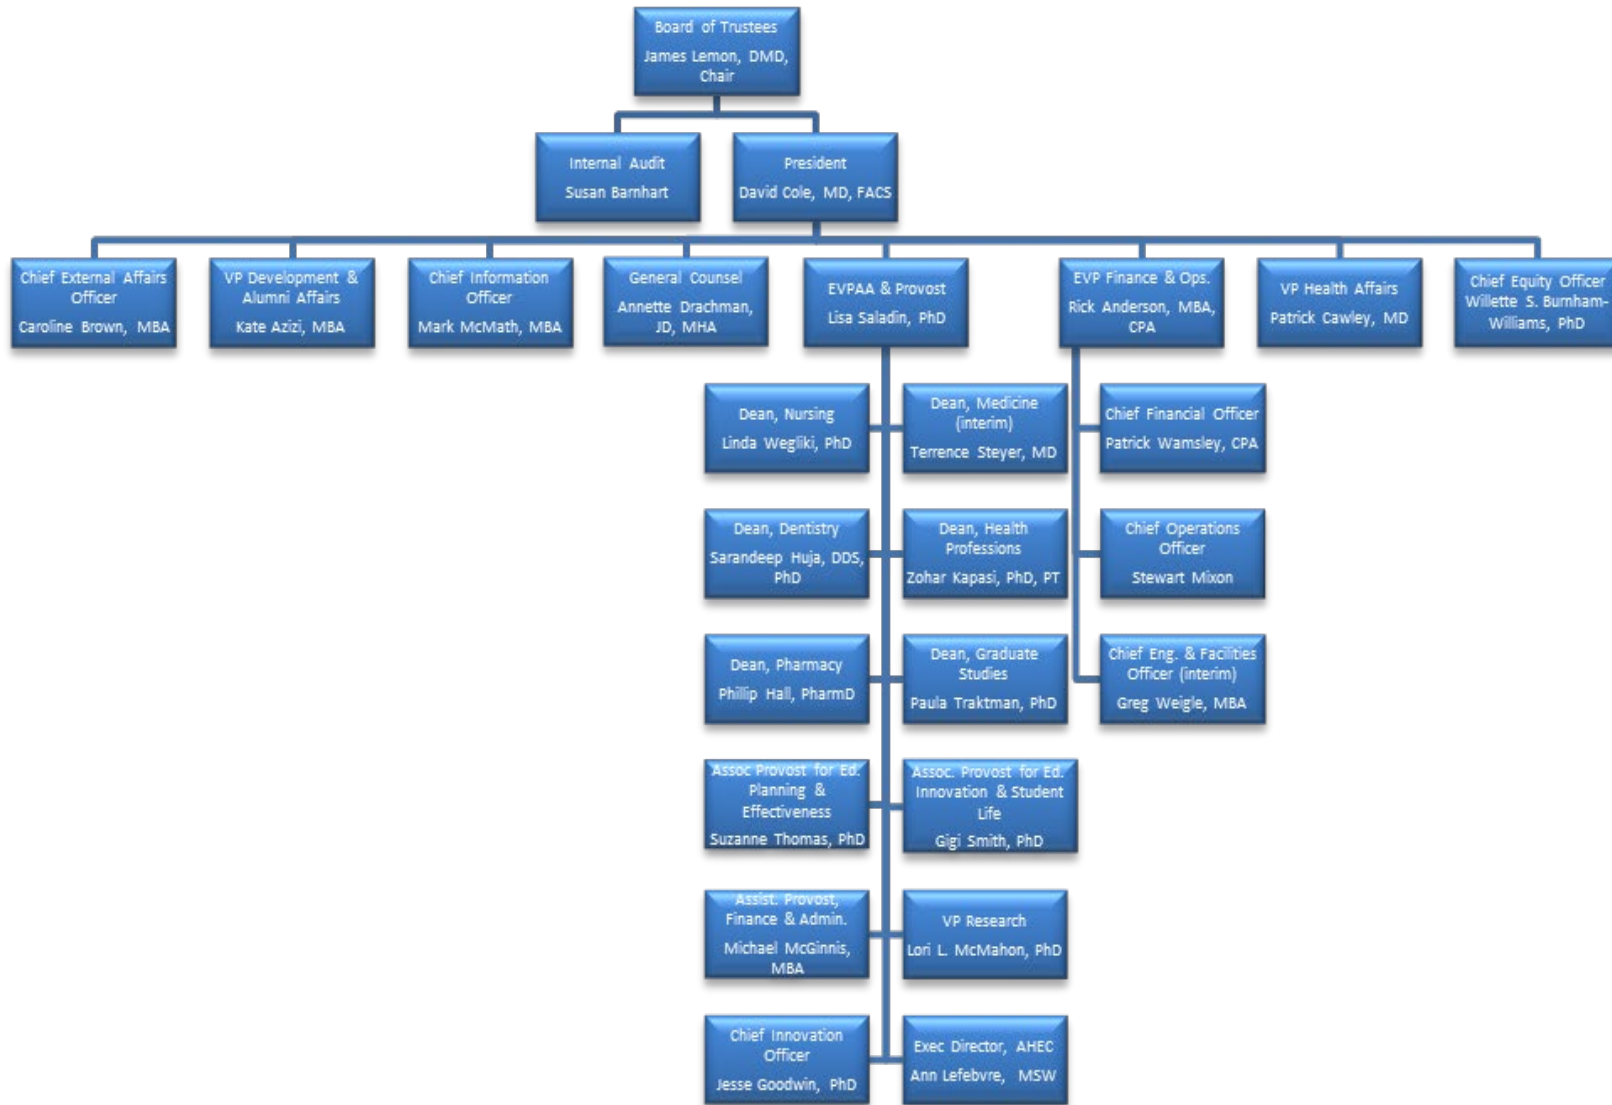 Board of Trustees
James Lemon, DMD,
Chair
Internal Audit
Susan Barnhart
President
David Cole, MD, FACS
Chief External Affairs
Officer
Caroline Brown, MBA
VP Development &
Alumni Affairs
Kate Azizi, MBA
Chief Information
Officer
Mark McMath, MBA
General Counsel
Annette Drachman,
JD, MHA
EVPAA & Provost
Lisa Saladin, PhD
EVP Finance & Ops.
Rick Anderson, MBA,
CPA
VP Health Affairs
Patrick Cawley, MD
Chief Equity Officer
Willette S. Burnham-
Williams, PhD
Dean, Nursing
Linda Wegliki, PhD
Dean, Medicine
(interim)
Terrence Steyer, MD
Chief Financial Officer
Patrick Wamsley, CPA
Dean, Dentistry
Sarandeep Huja, DDS,
PhD
Dean, Health
Professions
Zohar Kapasi, PhD, PT
Chief Operations
Officer
Stewart Mixon
Dean, Pharmacy
Phillip Hall, PharmD
Dean, Graduate
Studies
Paula Traktman, PhD
Chief Eng. & Facilities
Officer (interim)
Greg Weigle, MBA
Assoc Provost for Ed.
Planning &
Effectiveness
Suzanne Thomas, PhD
Assoc. Provost for Ed.
Innovation & Student
Life
Gigi Smith, PhD
Assist. Provost,
Finance & Admin.
Michael McGinnis,
MBA
VP Research
Lori L. McMahon, PhD
Chief Innovation
Officer
Jesse Goodwin, PhD
Exec Director, AHEC
Ann Lefebvre, MSW